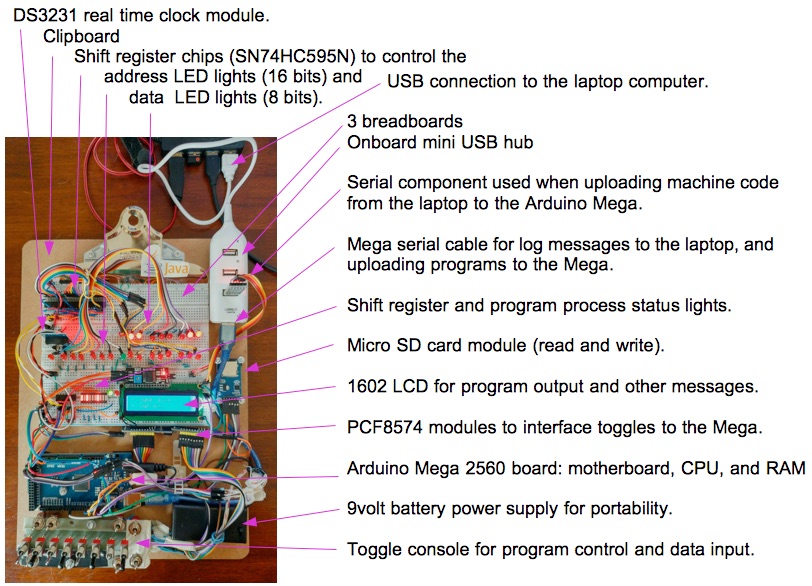 DS3231 real time clock module.
Clipboard
Shift register chips (SN74HC595N) to control the
address LED lights (16 bits) and
data LED lights (8 bits).
USB connection to the laptop computer.
3 breadboards
Onboard mini USB hub
Serial component used when uploading machine code
from the laptop to the Arduino Mega.
Mega serial cable for log messages to the laptop, and
uploading programs to the Mega.
Java
Shift register and program process status lights.
Micro SD card module (read and write).
1602 LCD for program output and other messages.
PCF8574 modules to interface toggles to the Mega.
Arduino Mega 2560 board: motherboard, CPU, and RAM
9volt battery power supply for portability.
Toggle console for program control and data input.